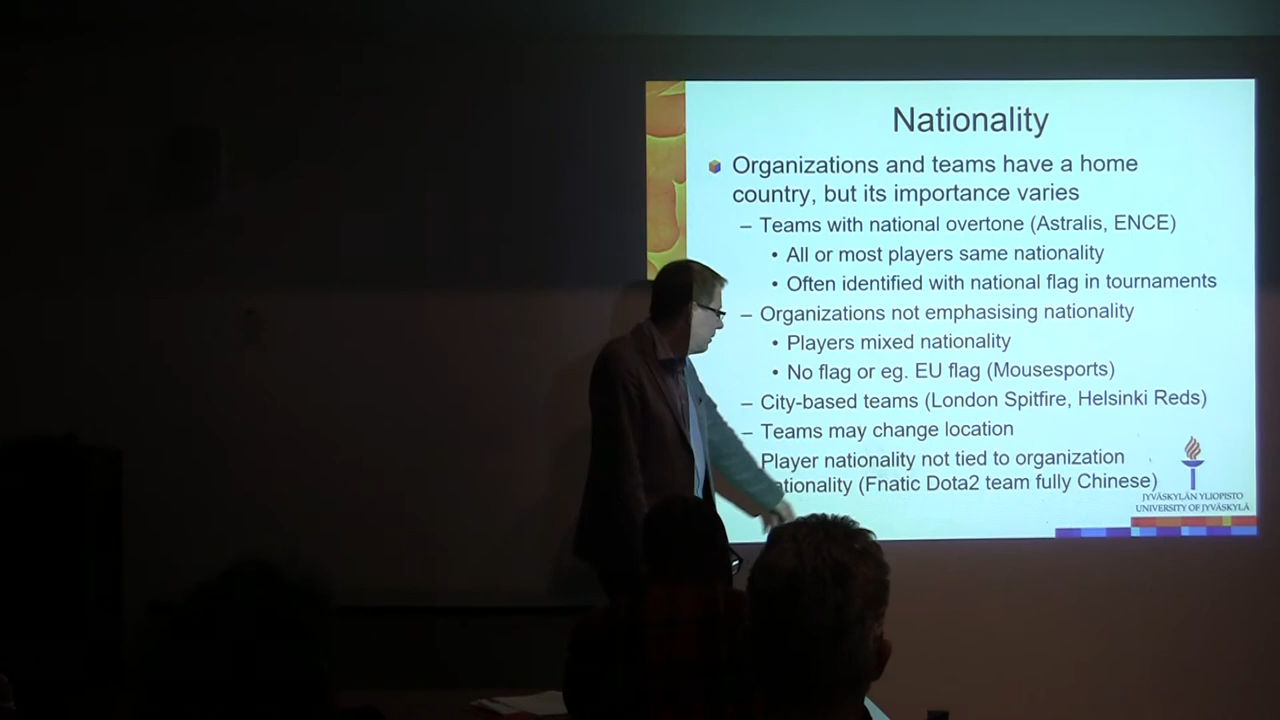 Nationality
Organizations and teams have a home
country, but its importance varies
– Teams with national overtone (Astralis, ENCE)
• All or most players same nationality
• Often identified with national flag in tournaments
– Organizations not emphasising nationality
• Players mixed nationality
• No flag or eg. EU flag (Mousesports)
– City-based teams (London Spitfire, Helsinki Reds)
– Teams may change location
Player nationality not tied to organization
ationality (Fnatic Dota2 team fully Chinese)
JYVÄSKYLÄN YLIOPISTO
UNIVERSITY OF JYVÄSKYLÄ